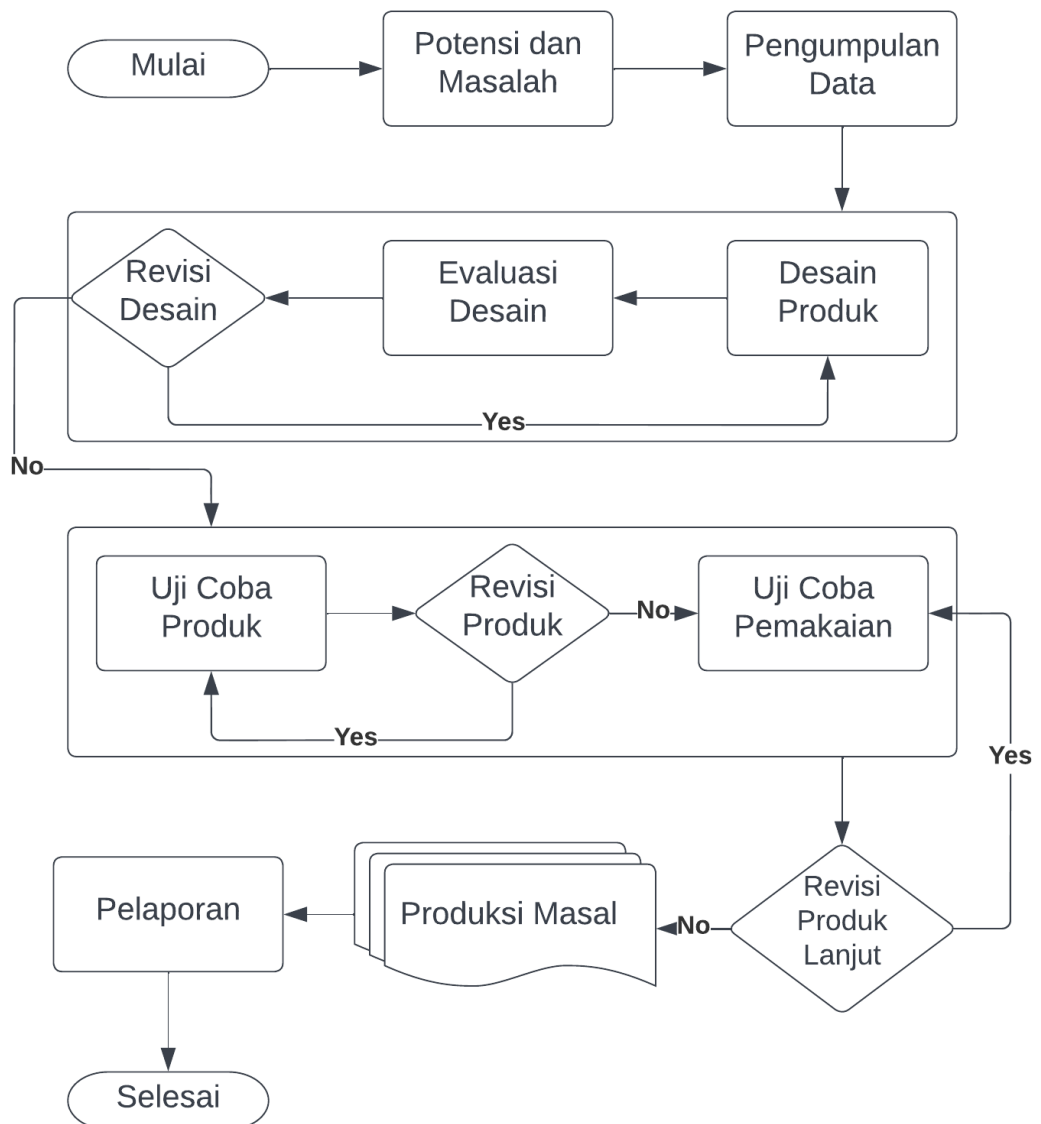 Mulai
Potensi dan
Masalah
Pengumpulan
Data
Revisi
Desain
Evaluasi
Desain
Desain
Produk
Yes
No
Uji Coba
Produk
Revisi
Produk
No
Uji Coba
Pemakaian
Yes
Yes
Pelaporan
Produksi Masal
No
Revisi
Produk
Lanjut
Selesai